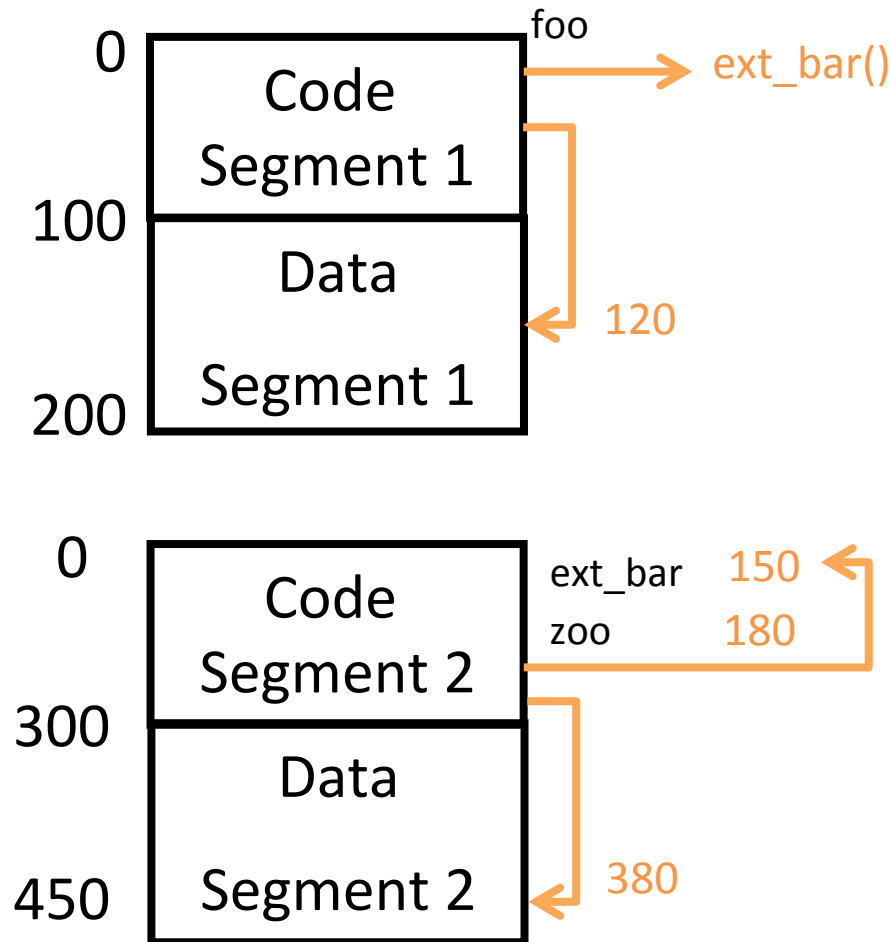 foo
0
ext_bar()
Code
Segment 1
100
Data
120
Segment 1
200
0
Code
ext_bar 150
zoo 180
Segment 2
300
Data
380
Segment 2
450